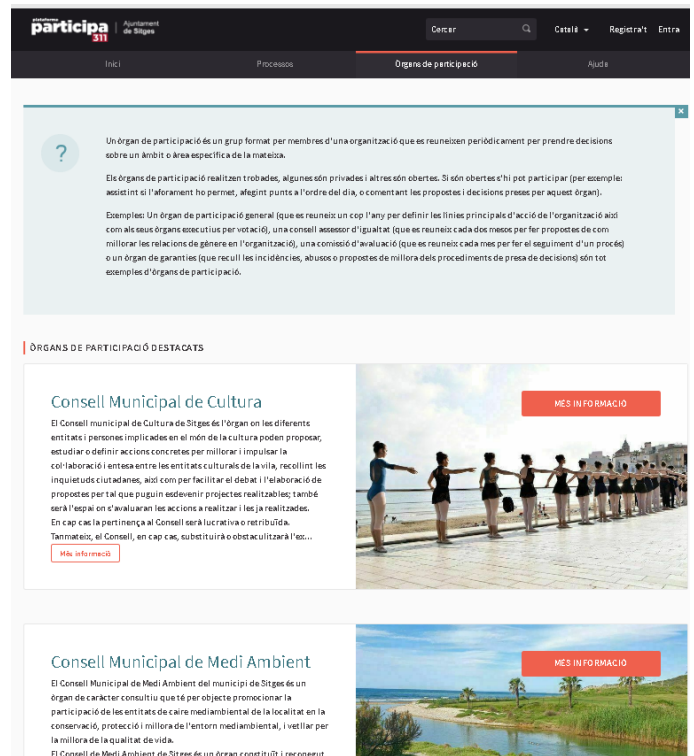 plataforma
participa
311
Ajuntament
de Sitges
Cercar
Català
Registra't
Entra
Inici
Processos
Òrgans de participació
Ajuda
Un òrgan de participació és un grup format per membres d'una organització que es reuneixen periòdicament per prendre decisions
sobre un àmbit o àrea específica de la mateixa.
Els òrgans de participació realitzen trobades, algunes són privades i altres són obertes. Si són obertes s'hi pot participar (per exemple:
assistint si l'aforament ho permet, afegint punts a l'ordre del dia, o comentant les propostes i decisions preses per aquest òrgan).
Exemples: Un òrgan de participació general (que es reuneix un cop l'any per definir les línies principals d'acció de l'organització així
com als seus òrgans executius per votació), una consell assessor d'igualtat (que es reuneix cada dos mesos per fer propostes de com
millorar les relacions de gènere en l'organització), una comissió d'avaluació (que es reuneix cada mes per fer el seguiment d'un procés)
o un òrgan de garanties (que recull les incidències, abusos o propostes de millora dels procediments de presa de decisions) són tot
exemples d'òrgans de participació.
ÒRGANS DE PARTICIPACIÓ DESTACATS
Consell Municipal de Cultura
El Consell municipal de Cultura de Sitges és l'òrgan on les diferents
entitats i persones implicades en el món de la cultura poden proposar,
estudiar o definir accions concretes per millorar i impulsar la
col·laboració i entesa entre les entitats culturals de la vila, recollint les
inquietuds ciutadanes, així com per facilitar el debat i l'elaboració de
propostes per tal que puguin esdevenir projectes realitzables; també
serà l'espai on s'avaluaran les accions a realitzar i les ja realitzades.
En cap cas la pertinença al Consell serà lucrativa o retribuïda.
Tanmateix, el Consell, en cap cas, substituirà o obstaculitzarà l'ex...
Més informació
MÉS INFORMACIÓ
Consell Municipal de Medi Ambient
El Consell Municipal de Medi Ambient del municipi de Sitges és un
òrgan de caràcter consultiu que té per objecte promocionar la
participació de les entitats de caire mediambiental de la localitat en la
conservació, protecció i millora de l'entorn mediambiental, i vetllar per
la millora de la qualitat de vida.
El Consell de Medi Ambient de Sitges és un òrgan constituït i reconegut
MÉS INFORMACIÓ